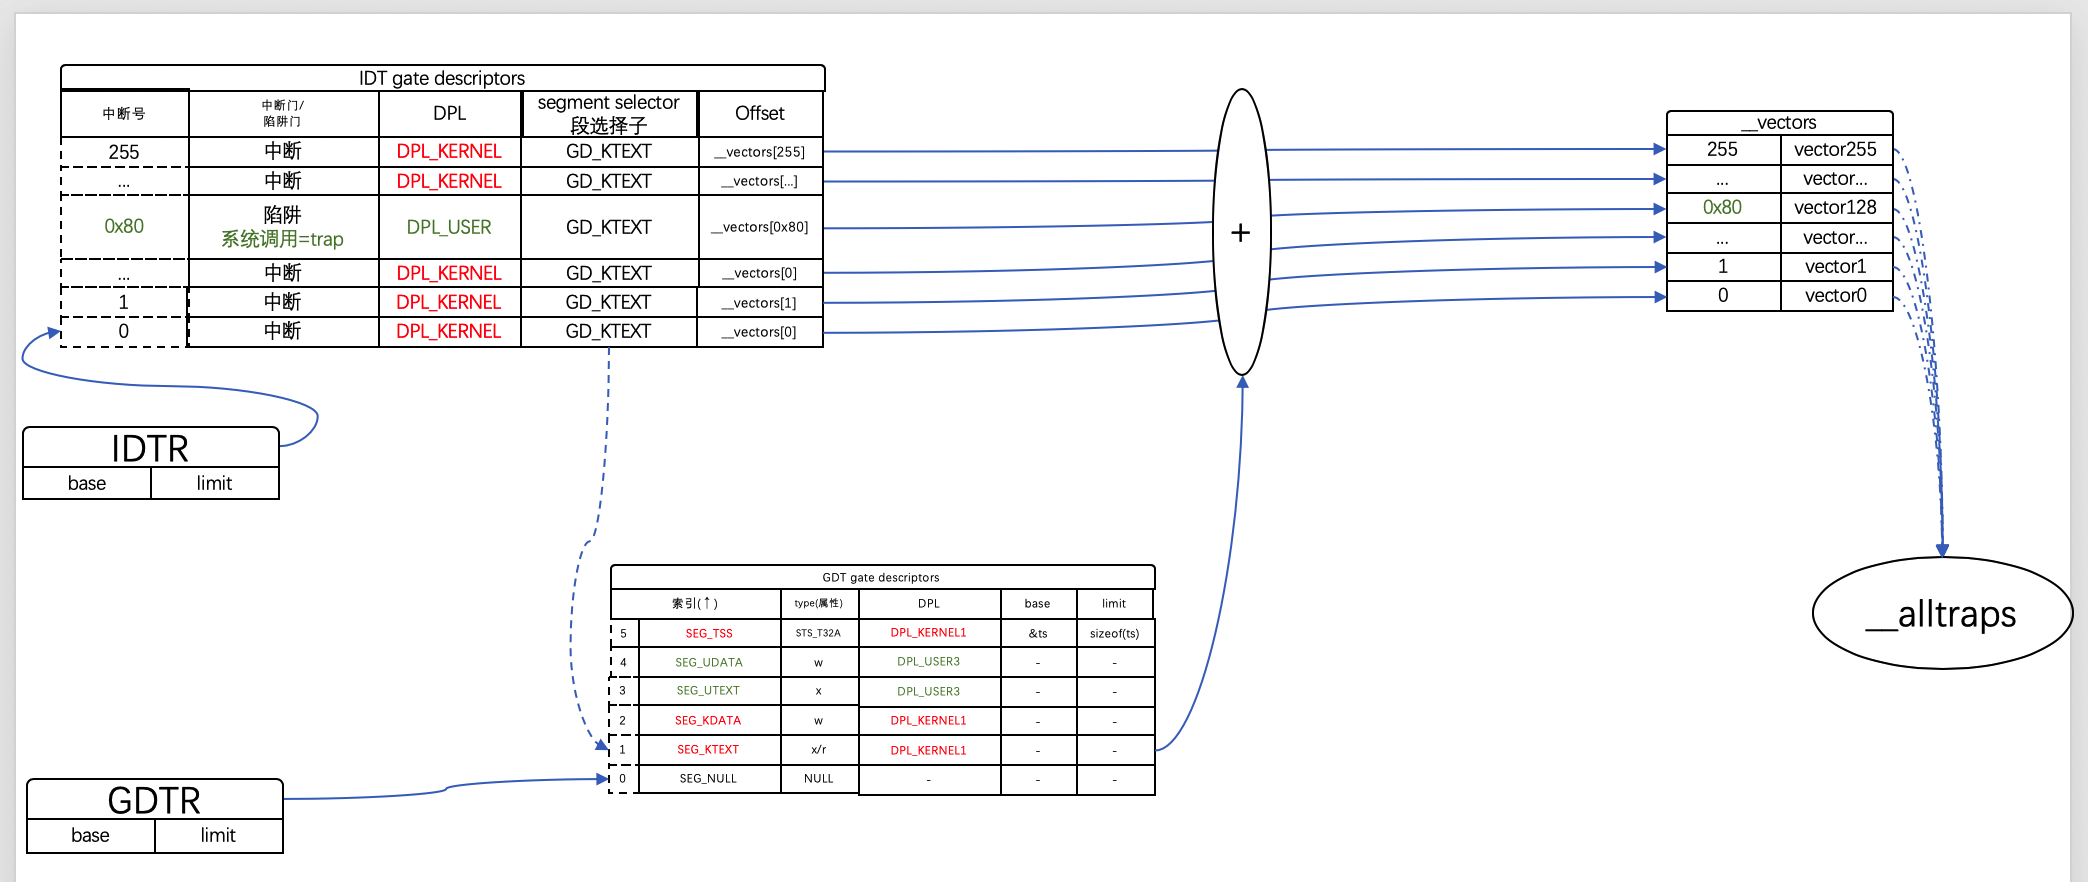 IDT gate descriptors
中断号 中断门/ 陷阱门 DPL segment selector 段选择子 Offset
255 中断 DPL_KERNEL GD_KTEXT __vectors[255]
... 中断 DPL_KERNEL GD_KTEXT __vectors[...]
0x80 陷阱 系统调用=trap DPL_USER GD_KTEXT __vectors[0x80]
... 中断 DPL_KERNEL GD_KTEXT __vectors[0]
1 中断 DPL_KERNEL GD_KTEXT __vectors[1]
0 中断 DPL_KERNEL GD_KTEXT __vectors[0]
+
__vectors
255 vector255
... vector...
0x80 vector128
... vector...
1 vector1
0 vector0
IDTR
base limit
GDT gate descriptors
索引(↑) type(属性) DPL base limit
5 SEG_TSS STS_T32A DPL_KERNEL1 &ts sizeof(ts)
4 SEG_UDATA w DPL_USER3 - -
3 SEG_UTEXT x DPL_USER3 - -
2 SEG_KDATA w DPL_KERNEL1 - -
1 SEG_KTEXT x/r DPL_KERNEL1 - -
0 SEG_NULL NULL - - -
__alltraps
GDTR
base limit